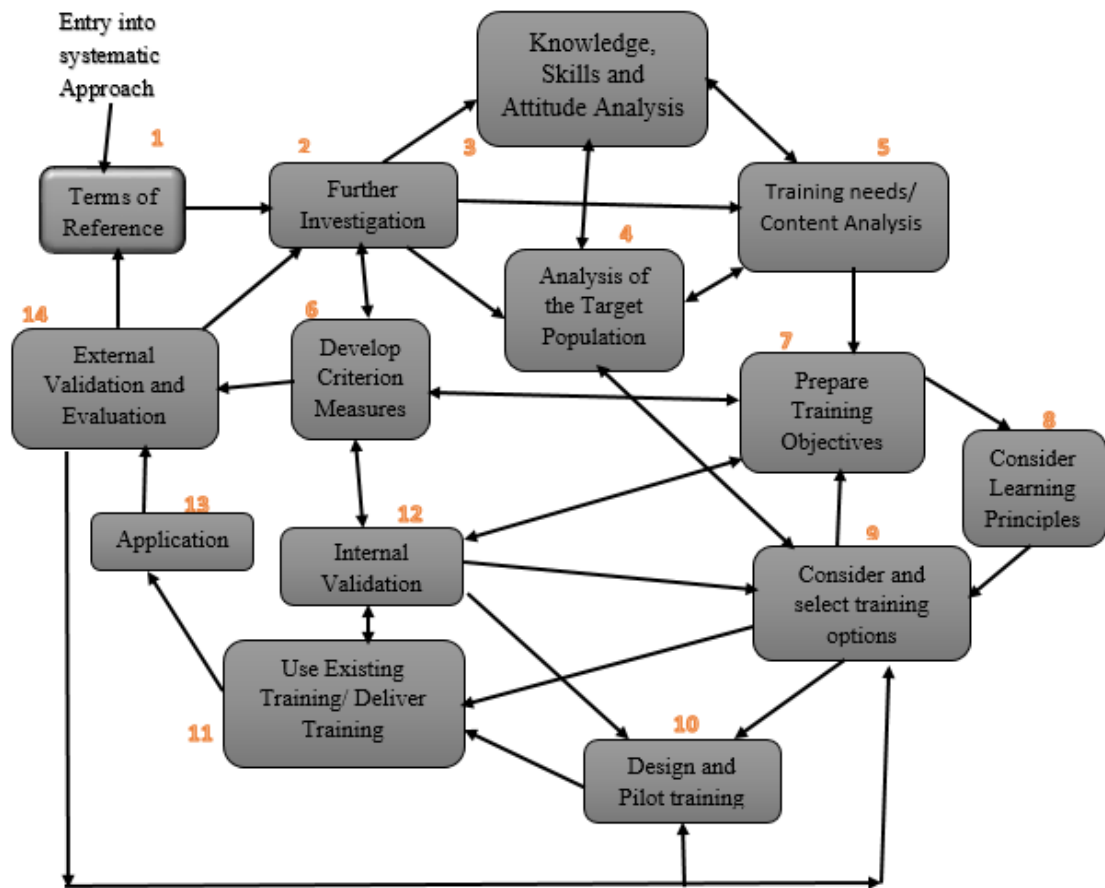 Entry into
systematic
Approach
1
Terms of
Reference
2
Further
Investigation
3
Knowledge,
Skills and
Attitude Analysis
4
Analysis of
the Target
Population
5
Training needs/
Content Analysis
6
Develop
Criterion
Measures
7
Prepare
Training
Objectives
8
Consider
Learning
Principles
9
Consider and
select training
options
10
Design and
Pilot training
11
Use Existing
Training/ Deliver
Training
12
Internal
Validation
13
Application
14
External
Validation and
Evaluation